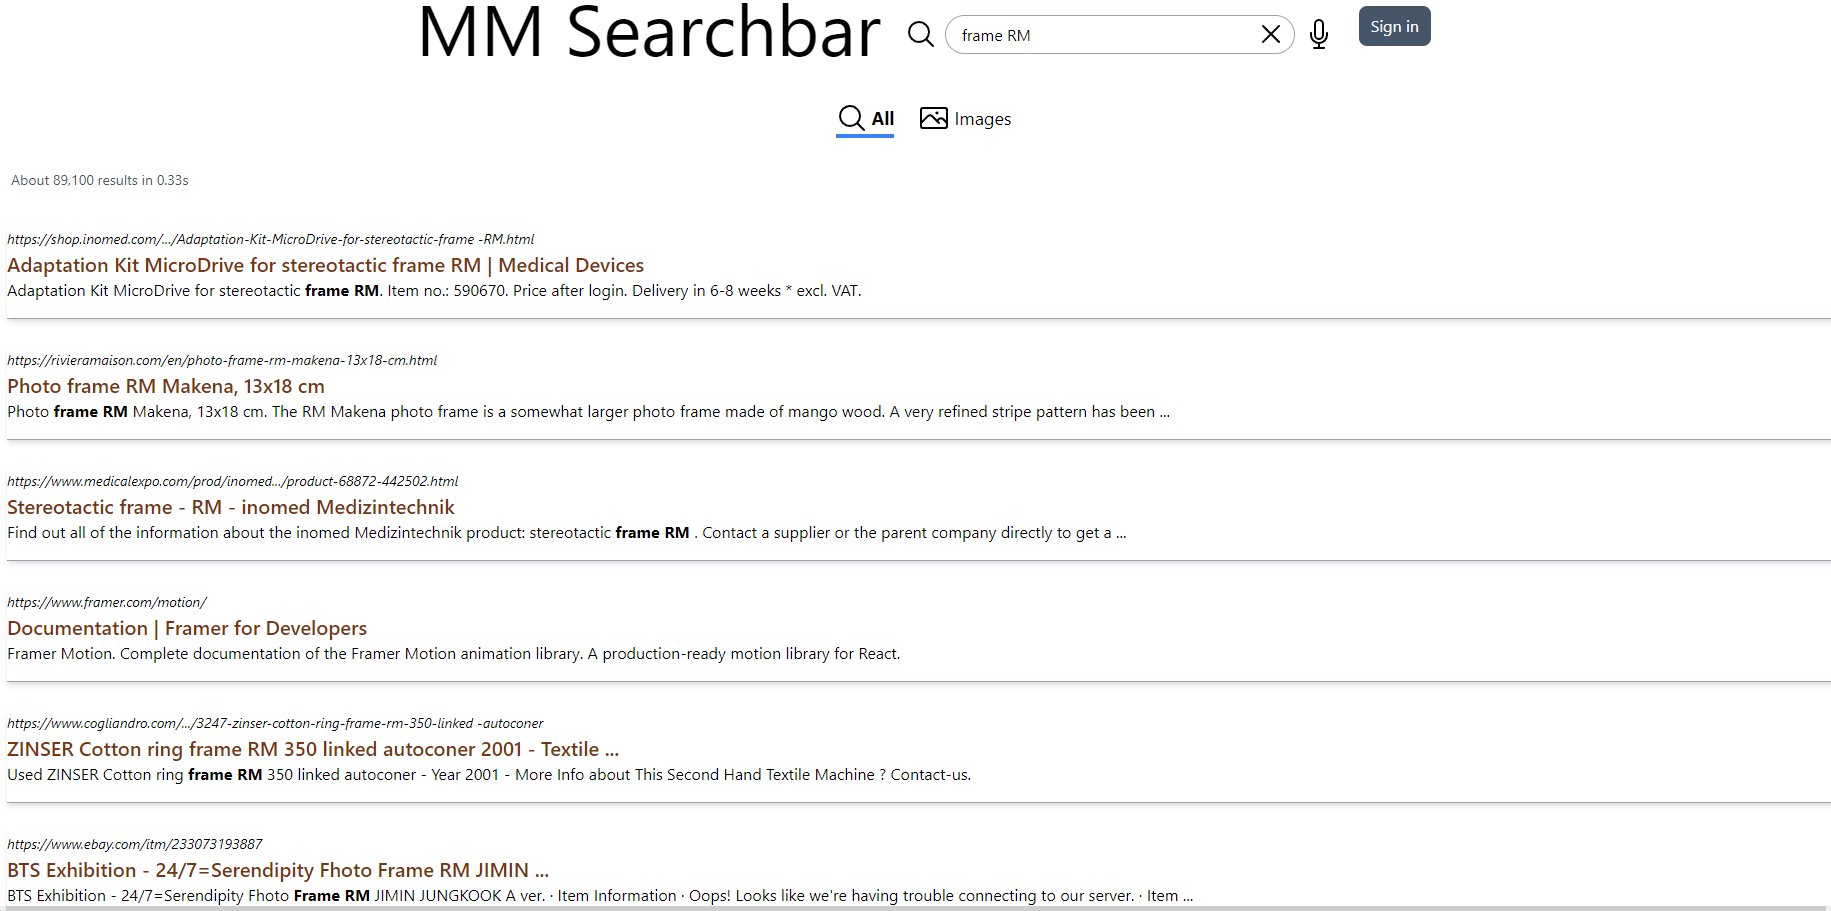 MM Searchbar
frame RM
Sign in
All
Images
About 89,100 results in 0.33s
https://shop.inomed.com/.../Adaptation-Kit-MicroDrive-for-stereotactic-frame -RM.html
Adaptation Kit MicroDrive for stereotactic frame RM | Medical Devices
Adaptation Kit MicroDrive for stereotactic frame RM. Item no.: 590670. Price after login. Delivery in 6-8 weeks * excl. VAT.
https://rivieramaison.com/en/photo-frame-rm-makena-13x18-cm.html
Photo frame RM Makena, 13x18 cm
Photo frame RM Makena, 13x18 cm. The RM Makena photo frame is a somewhat larger photo frame made of mango wood. A very refined stripe pattern has been ...
https://www.medicalexpo.com/prod/inomed.../product-68872-442502.html
Stereotactic frame - RM - inomed Medizintechnik
Find out all of the information about the inomed Medizintechnik product: stereotactic frame RM . Contact a supplier or the parent company directly to get a ...
https://www.framer.com/motion/
Documentation | Framer for Developers
Framer Motion. Complete documentation of the Framer Motion animation library. A production-ready motion library for React.
https://www.cogliandro.com/.../3247-zinser-cotton-ring-frame-rm-350-linked -autoconer
ZINSER Cotton ring frame RM 350 linked autoconer 2001 - Textile ...
Used ZINSER Cotton ring frame RM 350 linked autoconer - Year 2001 - More Info about This Second Hand Textile Machine ? Contact-us.
https://www.ebay.com/itm/233073193887
BTS Exhibition - 24/7=Serendipity Fhoto Frame RM JIMIN ...
BTS Exhibition - 24/7=Serendipity Fhoto Frame RM JIMIN JUNGKOOK A ver. · Item Information · Oops! Looks like we're having trouble connecting to our server. · Item ...